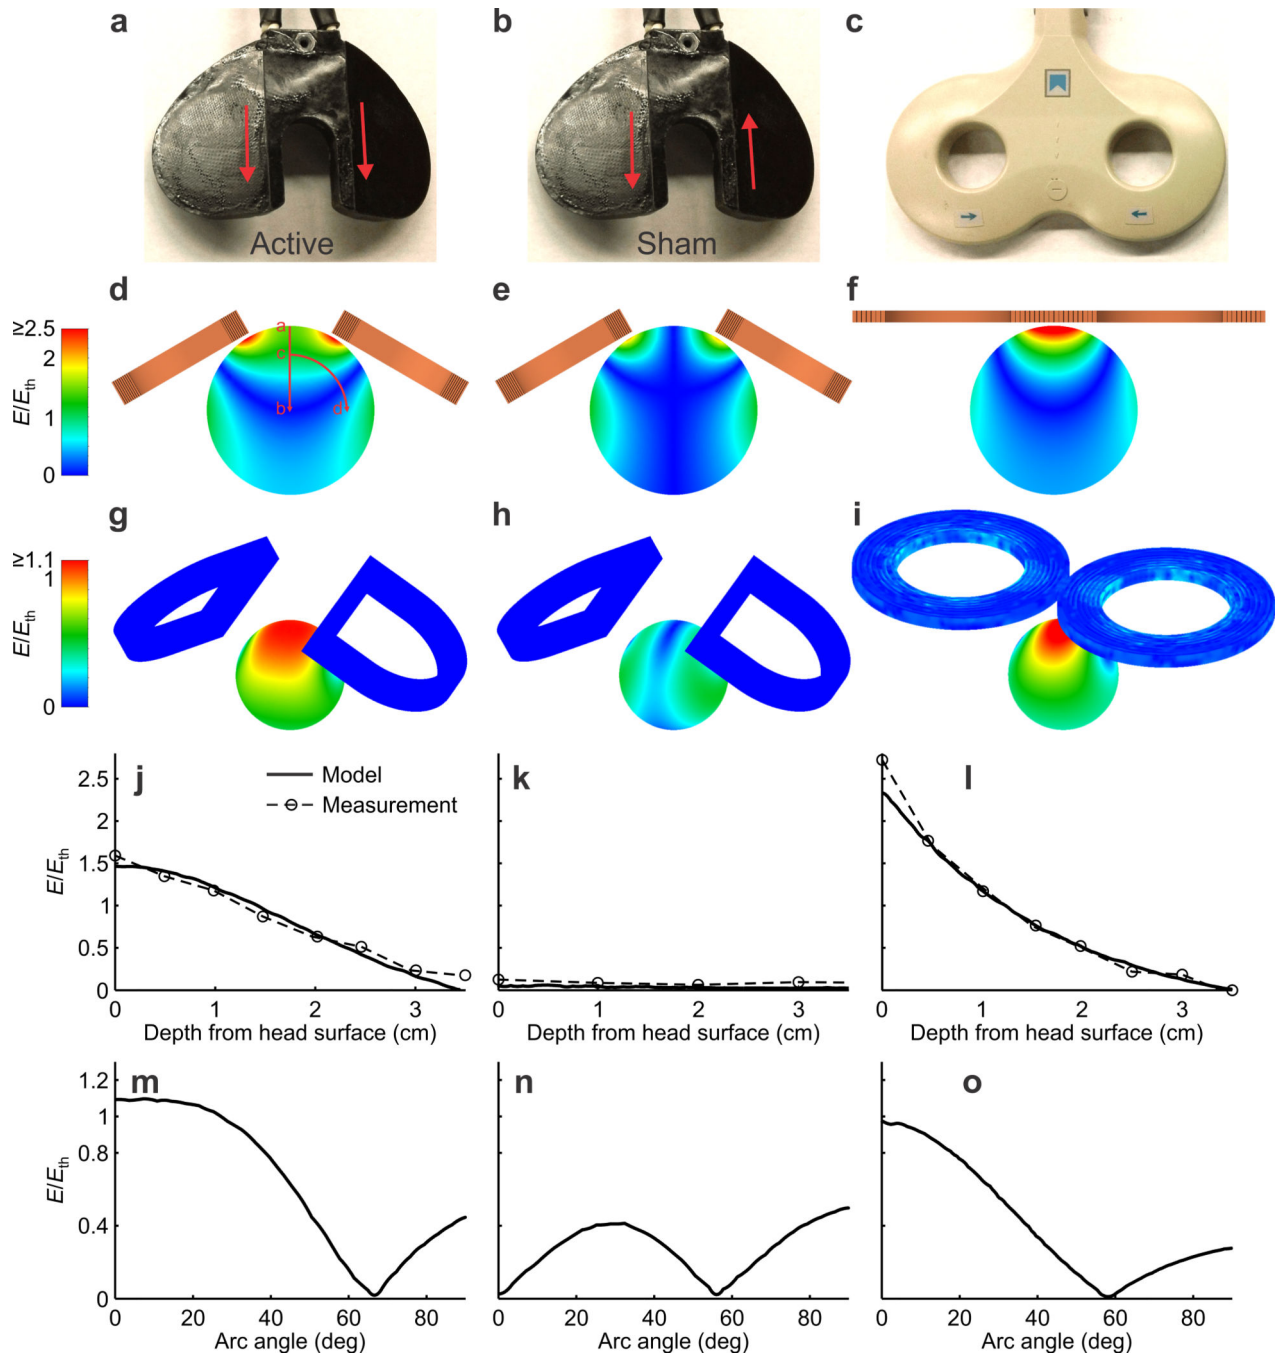 a
b
c
Active
Sham
d
e
f
≥2.5
2
1
0
E/Eth
a
c
b
d
g
h
i
≥1.1
1
0
E/Eth
j
k
l
Model
Measurement
2.5
2
1.5
1
0.5
0
E/Eth
0 1 2 3
Depth from head surface (cm)
0 1 2 3
Depth from head surface (cm)
0 1 2 3
Depth from head surface (cm)
m
n
o
1.2
1
0.8
0.4
0
E/Eth
0 20 40 60 80
Arc angle (deg)
0 20 40 60 80
Arc angle (deg)
0 20 40 60 80
Arc angle (deg)